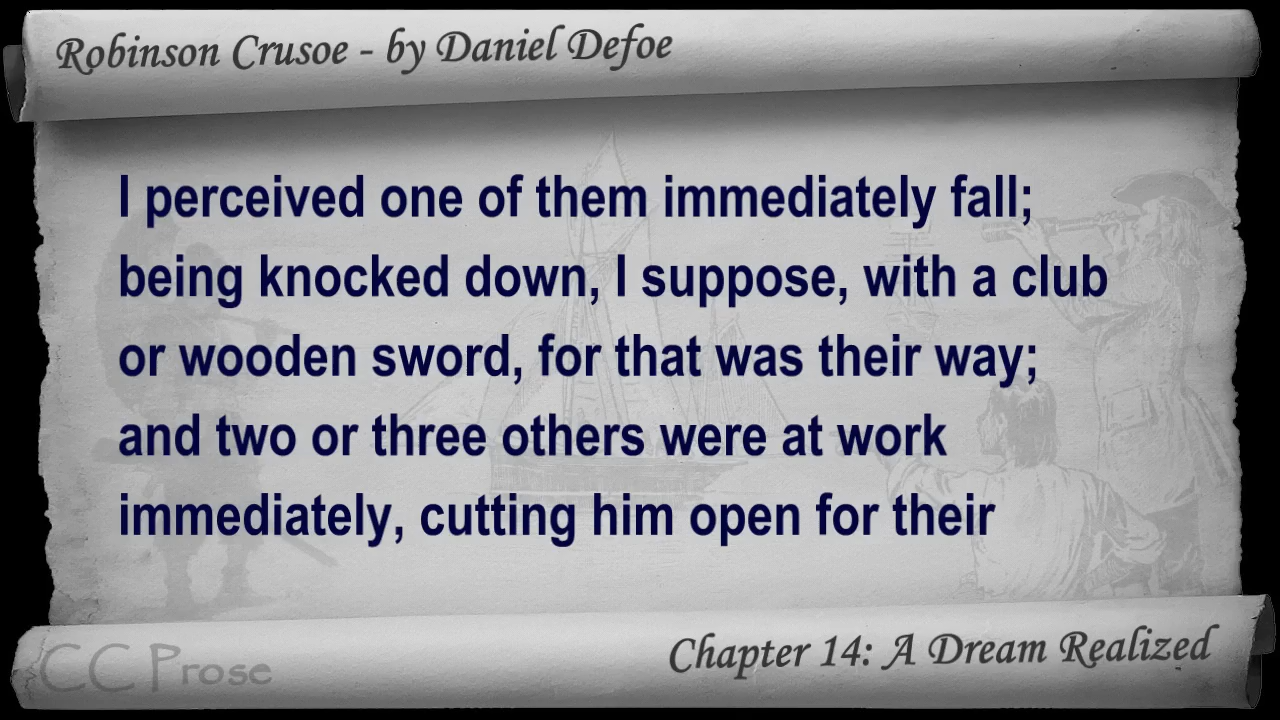 Robinson Crusoe - by Daniel Defoe
I perceived one of them immediately fall;
being knocked down, I suppose, with a club
or wooden sword, for that was their way;
and two or three others were at work
immediately, cutting him open for their
Chapter 14: A Dream Realized
CC Prose